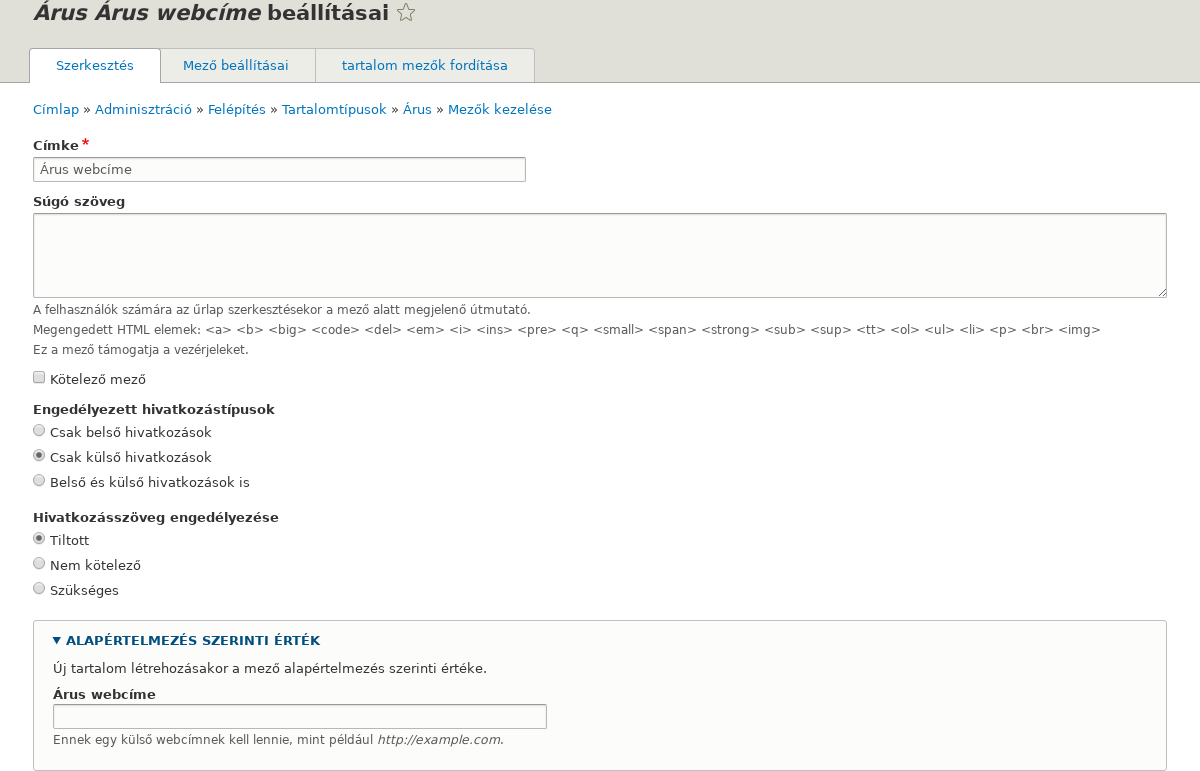 Árus Árus webcíme beállításai
Szerkesztés Mező beállításai tartalom mezők fordítása
Címlap » Adminisztráció » Felépítés » Tartalomtípusok » Árus » Mezők kezelése
Címke *
Árus webcíme
Súgó szöveg
A felhasználók számára az űrlap szerkesztésekor a mező alatt megjelenő útmutató.
Megengedett HTML elemek: <a> <b> <big> <code> <del> <em> <i> <ins> <pre> <q> <small> <span> <strong> <sub> <sup> <tt> <ol> <ul> <li> <p> <br> <img>
Ez a mező támogatja a vezérjeleket.
Kötelező mező
Engedélyezett hivatkozástípusok
Csak belső hivatkozások
Csak külső hivatkozások
Belső és külső hivatkozások is
Hivatkozásszöveg engedélyezése
Tiltott
Nem kötelező
Szükséges
ALAPÉRTELMEZÉS SZERINTI ÉRTÉK
Új tartalom létrehozásakor a mező alapértelmezés szerinti értéke.
Árus webcíme
Ennek egy külső webcímnek kell lennie, mint például http://example.com.